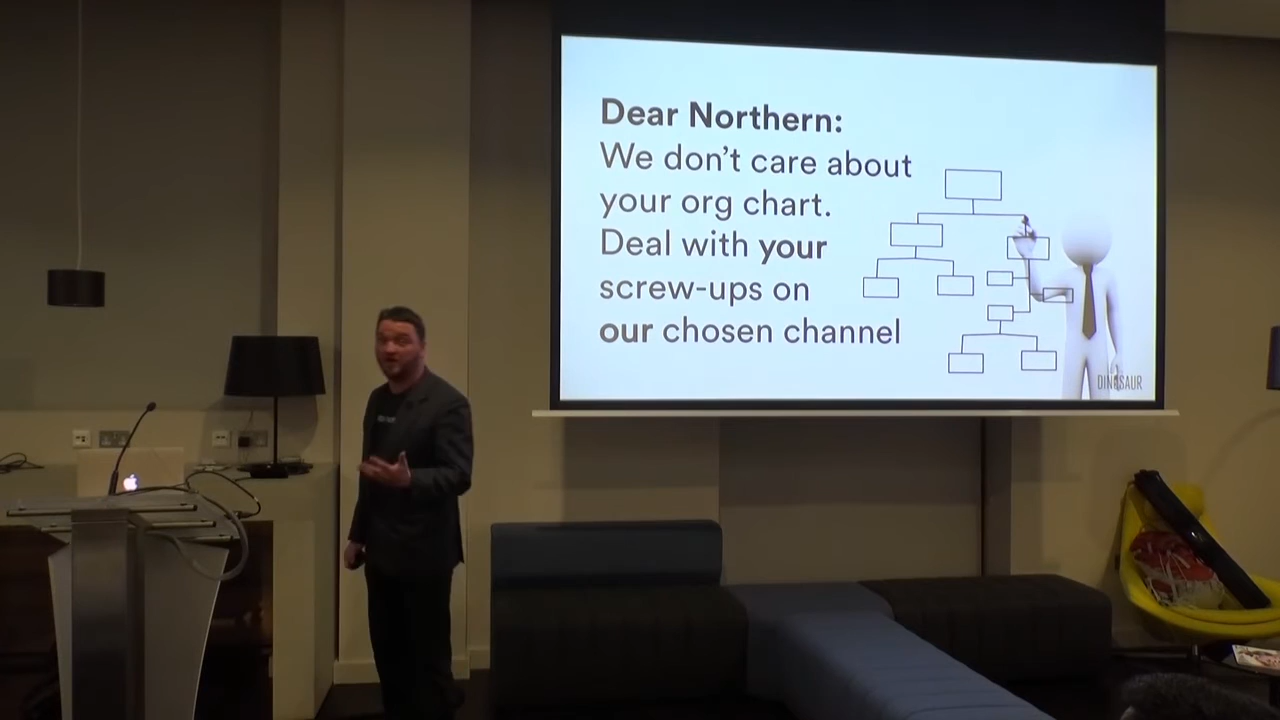 Dear Northern:
We don't care about
your org chart.
Deal with your
screw-ups on
our chosen channel
DINOSAUR